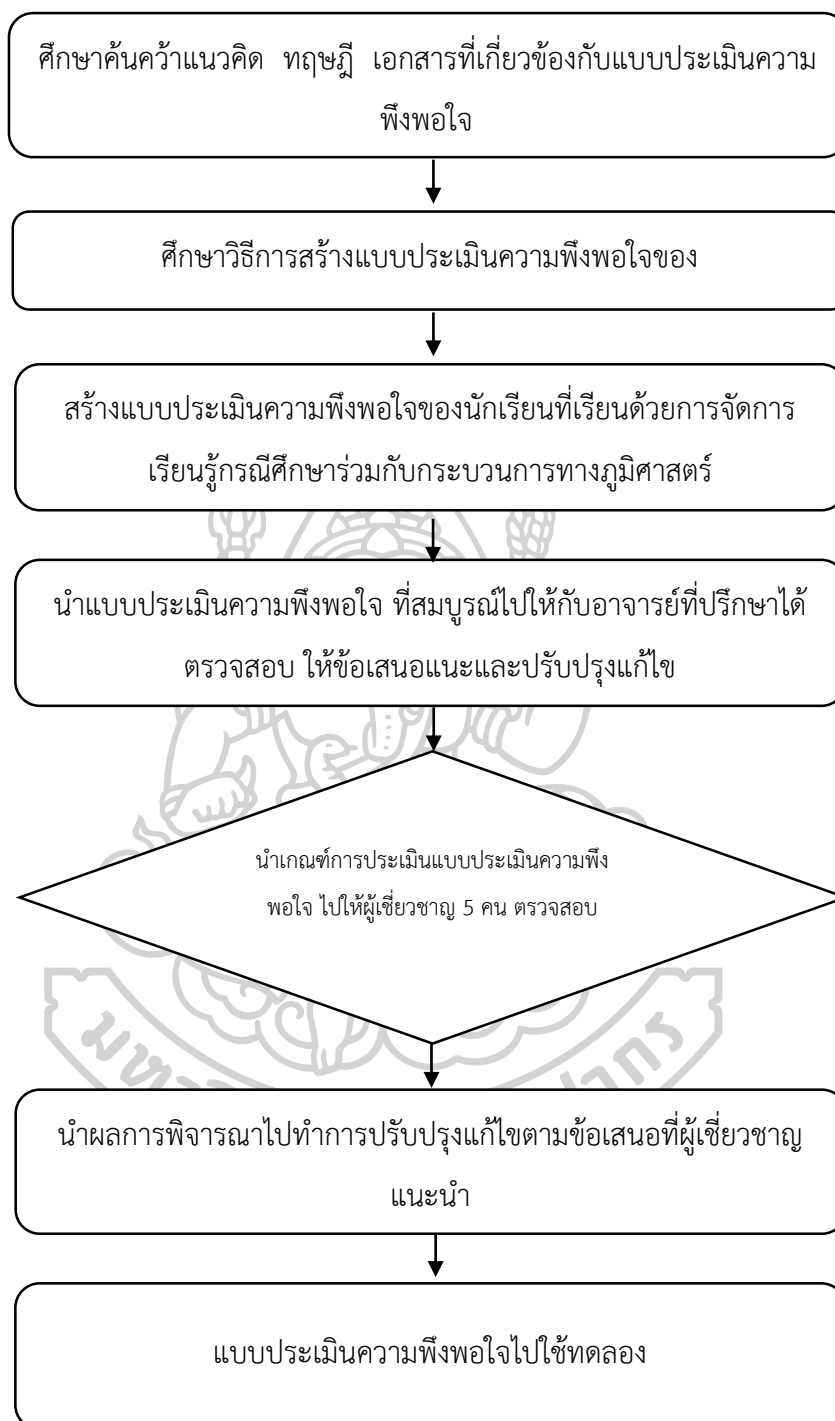 ศึกษาค้นคว้าแนวคิด ทฤษฎี เอกสารที่เกี่ยวข้องกับแบบประเมินความ
พึงพอใจ
ศึกษาวิธีการสร้างแบบประเมินความพึงพอใจของ
สร้างแบบประเมินความพึงพอใจของนักเรียนที่เรียนด้วยการจัดการ
เรียนรู้กรณีศึกษาร่วมกับกระบวนการทางภูมิศาสตร์
นำแบบประเมินความพึงพอใจ ที่สมบูรณ์ไปให้กับอาจารย์ที่ปรึกษาได้
ตรวจสอบ ให้ข้อเสนอแนะและปรับปรุงแก้ไข
นำเกณฑ์การประเมินแบบประเมินความพึง
พอใจ ไปให้ผู้เชี่ยวชาญ 5 คน ตรวจสอบ
นำผลการพิจารณาไปทำการปรับปรุงแก้ไขตามข้อเสนอที่ผู้เชี่ยวชาญ
แนะนำ
แบบประเมินความพึงพอใจไปใช้ทดลอง